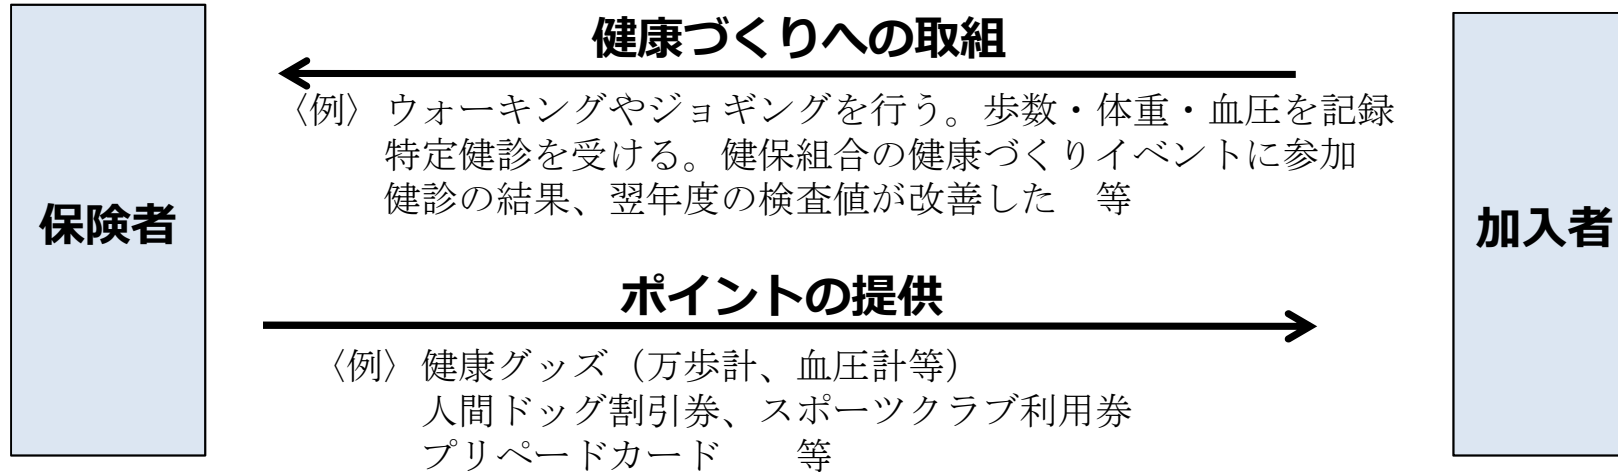 健康づくりへの取組
〈例〉ウォーキングやジョギングを行う。歩数・体重・血圧を記録
特定健診を受ける。健保組合の健康づくりイベントに参加
健診の結果、翌年度の検査値が改善した　等
保険者
加入者
ポイントの提供
〈例〉健康グッズ（万歩計、血圧計等）
人間ドッグ割引券、スポーツクラブ利用券
プリペードカード　　等